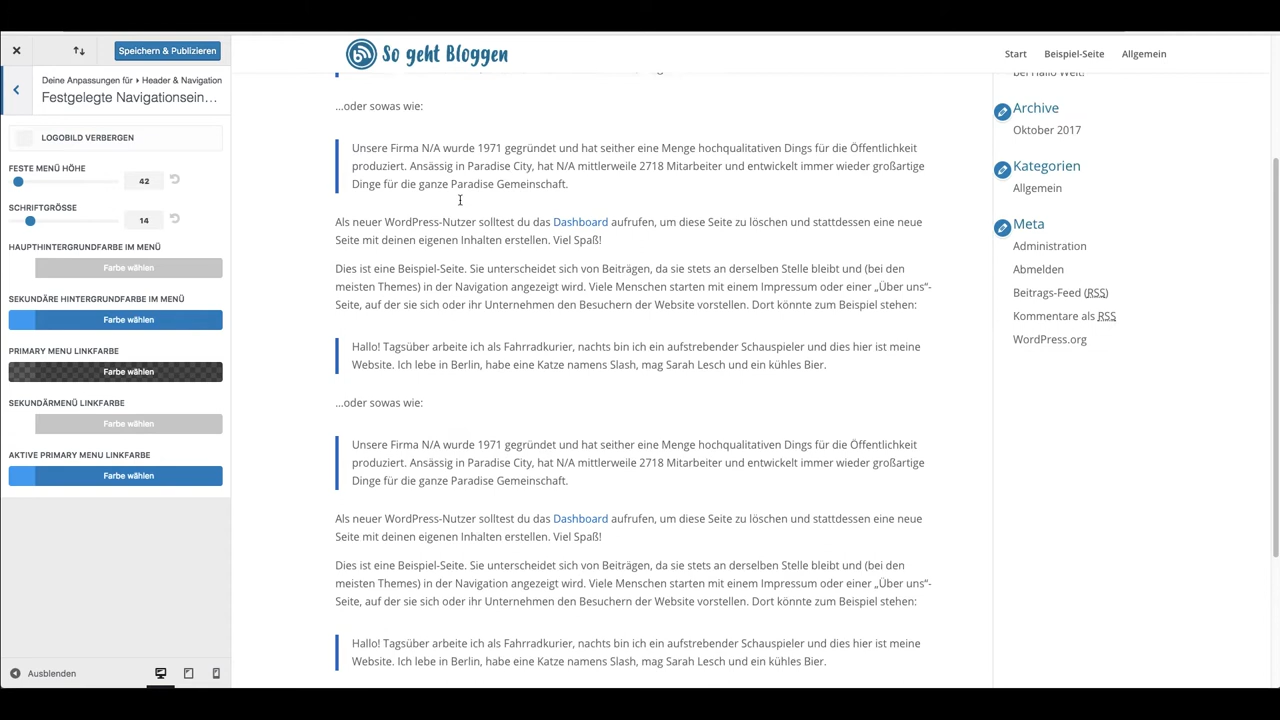 Speichern & Publizieren
Deine Anpassungen für ▸ Header & Navigation
Festgelegte Navigationsein...
LOGOBILD VERBERGEN
FESTE MENÜ HÖHE
42
SCHRIFTGRÖSSE
14
HAUPTHINTERGRUNDFARBE IM MENÜ
Farbe wählen
SEKUNDÄRE HINTERGRUNDFARBE IM MENÜ
Farbe wählen
PRIMARY MENU LINKFARBE
Farbe wählen
SEKUNDÄRMENÜ LINKFARBE
Farbe wählen
AKTIVE PRIMARY MENU LINKFARBE
Farbe wählen
Ausblenden
So geht Bloggen
Start Beispiel-Seite Allgemein
…oder sowas wie:
Unsere Firma N/A wurde 1971 gegründet und hat seither eine Menge hochqualitativen Dings für die Öffentlichkeit
produziert. Ansässig in Paradise City, hat N/A mittlerweile 2718 Mitarbeiter und entwickelt immer wieder großartige
Dinge für die ganze Paradise Gemeinschaft.
Als neuer WordPress-Nutzer solltest du das Dashboard aufrufen, um diese Seite zu löschen und stattdessen eine neue
Seite mit deinen eigenen Inhalten erstellen. Viel Spaß!
Dies ist eine Beispiel-Seite. Sie unterscheidet sich von Beiträgen, da sie stets an derselben Stelle bleibt und (bei den
meisten Themes) in der Navigation angezeigt wird. Viele Menschen starten mit einem Impressum oder einer „Über uns“-
Seite, auf der sie sich oder ihr Unternehmen den Besuchern der Website vorstellen. Dort könnte zum Beispiel stehen:
Hallo! Tagsüber arbeite ich als Fahrradkurier, nachts bin ich ein aufstrebender Schauspieler und dies hier ist meine
Website. Ich lebe in Berlin, habe eine Katze namens Slash, mag Sarah Lesch und ein kühles Bier.
…oder sowas wie:
Unsere Firma N/A wurde 1971 gegründet und hat seither eine Menge hochqualitativen Dings für die Öffentlichkeit
produziert. Ansässig in Paradise City, hat N/A mittlerweile 2718 Mitarbeiter und entwickelt immer wieder großartige
Dinge für die ganze Paradise Gemeinschaft.
Als neuer WordPress-Nutzer solltest du das Dashboard aufrufen, um diese Seite zu löschen und stattdessen eine neue
Seite mit deinen eigenen Inhalten erstellen. Viel Spaß!
Dies ist eine Beispiel-Seite. Sie unterscheidet sich von Beiträgen, da sie stets an derselben Stelle bleibt und (bei den
meisten Themes) in der Navigation angezeigt wird. Viele Menschen starten mit einem Impressum oder einer „Über uns“-
Seite, auf der sie sich oder ihr Unternehmen den Besuchern der Website vorstellen. Dort könnte zum Beispiel stehen:
Hallo! Tagsüber arbeite ich als Fahrradkurier, nachts bin ich ein aufstrebender Schauspieler und dies hier ist meine
Website. Ich lebe in Berlin, habe eine Katze namens Slash, mag Sarah Lesch und ein kühles Bier.
bei Hallo Welt!
Archive
Oktober 2017
Kategorien
Allgemein
Meta
Administration
Abmelden
Beitrags-Feed (RSS)
Kommentare als RSS
WordPress.org